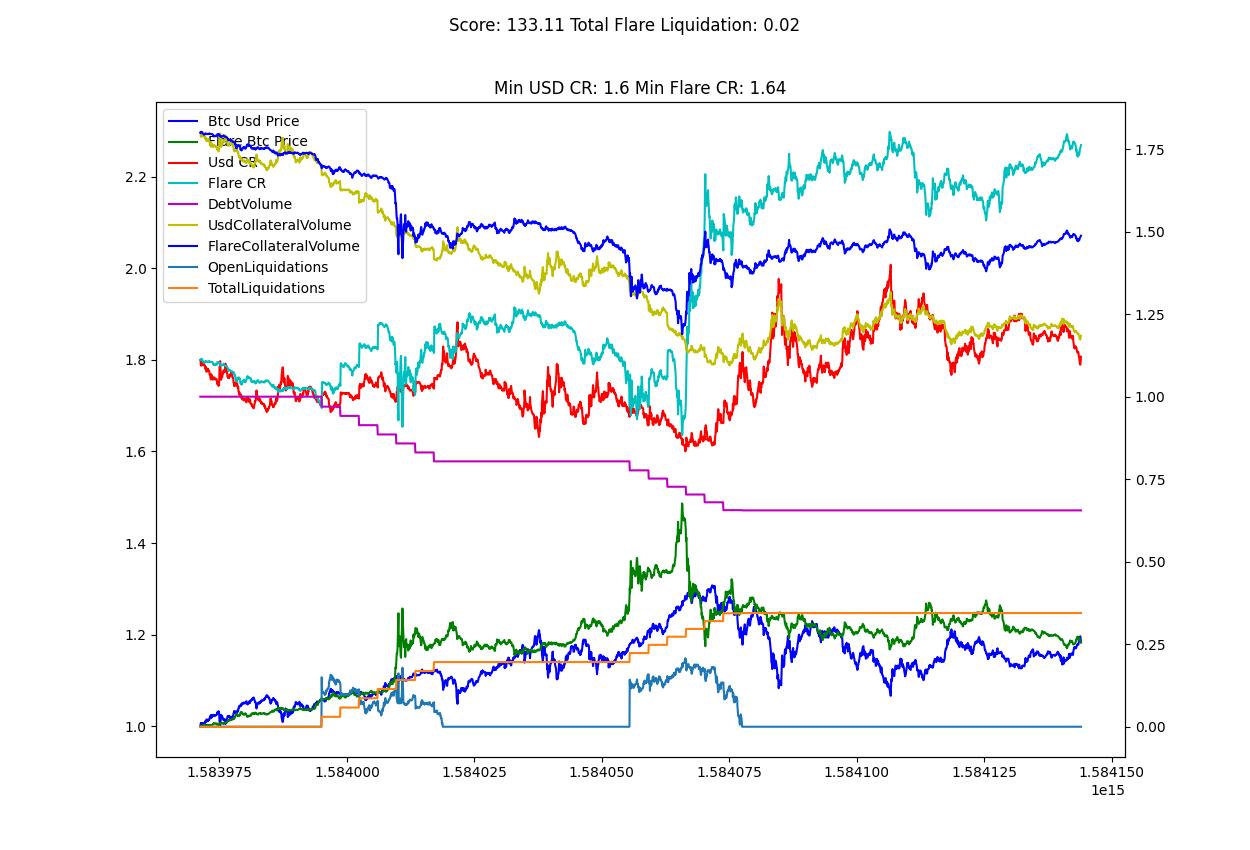 Score: 133.11 Total Flare Liquidation: 0.02
Min USD CR: 1.6 Min Flare CR: 1.64
Btc Usd Price
Flare Btc Price
Usd CR
Flare CR
DebtVolume
UsdCollateralVolume
FlareCollateralVolume
OpenLiquidations
TotalLiquidations
2.2
2.0
1.8
1.6
1.4
1.2
1.0
1.75
1.50
1.25
1.00
0.75
0.50
0.25
0.00
1.583975 1.584000 1.584025 1.584050 1.584075 1.584100 1.584125 1.584150
1e15